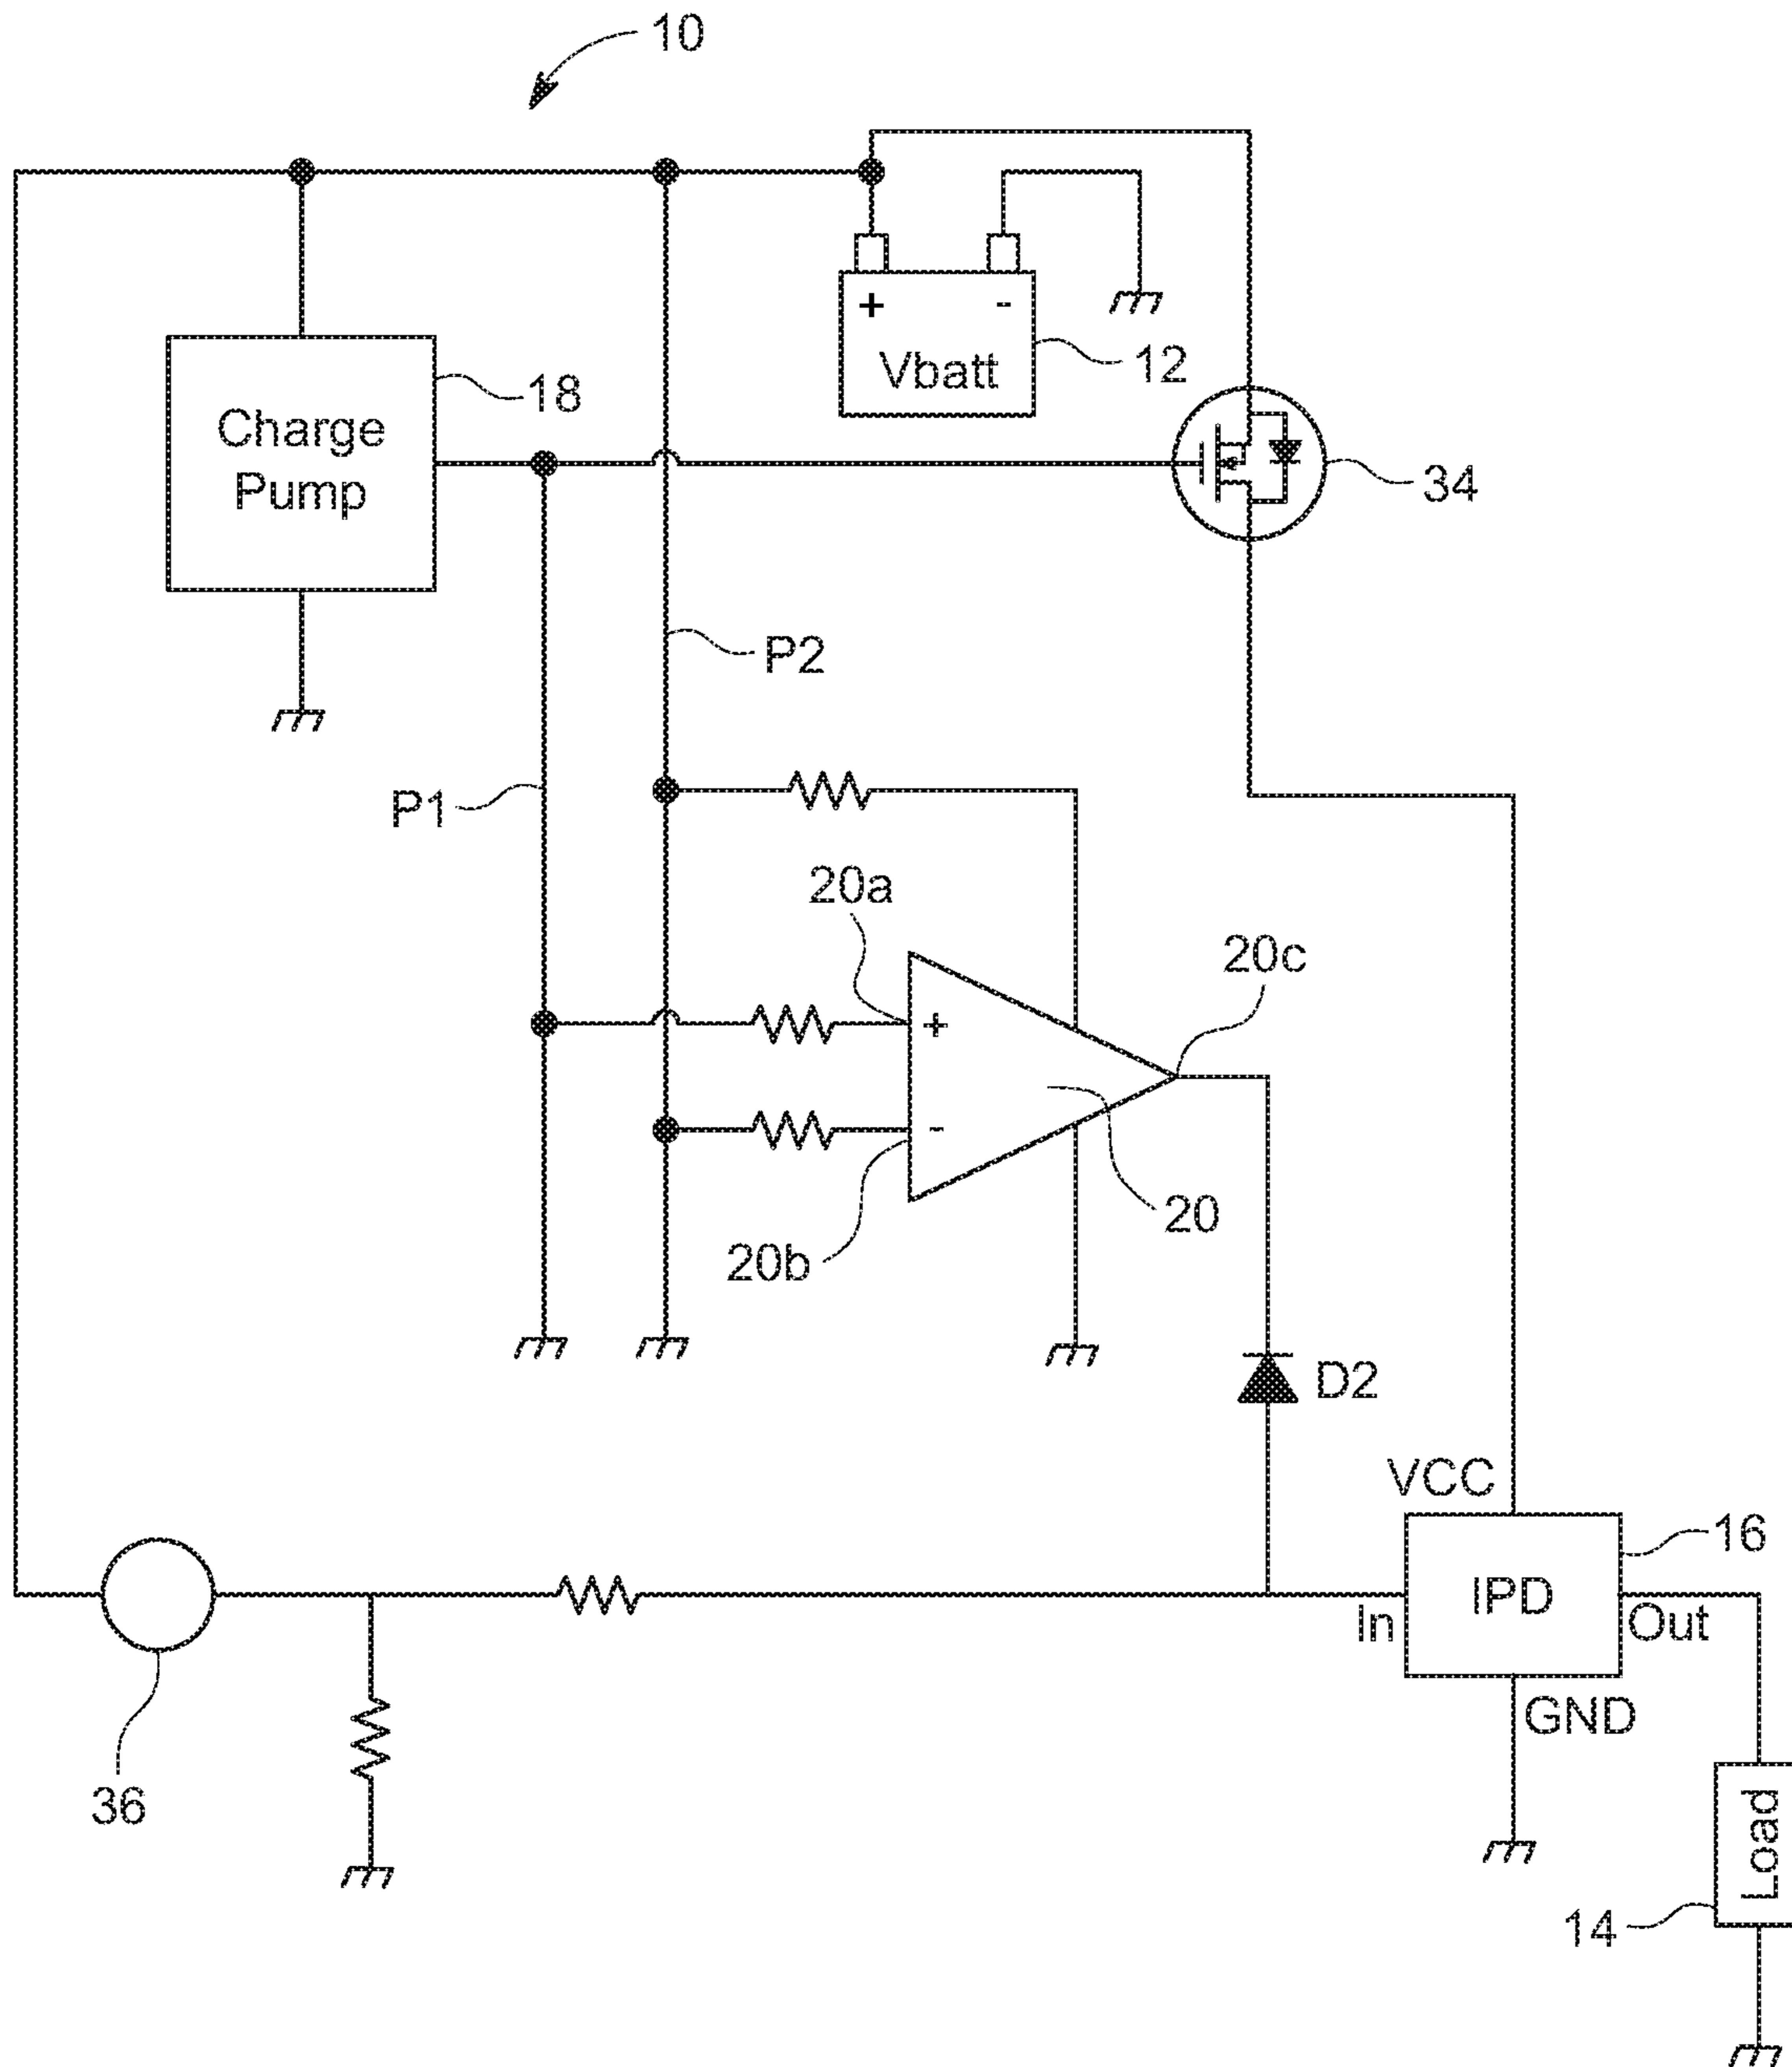 10
+ -
Vbatt
12
18
Charge
Pump
34
P2
P1
20a
20c
+
-
20
20b
D2
VCC
16
IPD
In
Out
GND
36
Load
14